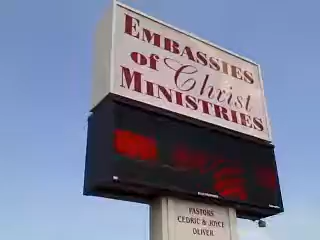 EMBASSIES
of Christ
MINISTRIES
PASTORS
CEDRIC & JOYCE
OLIVER